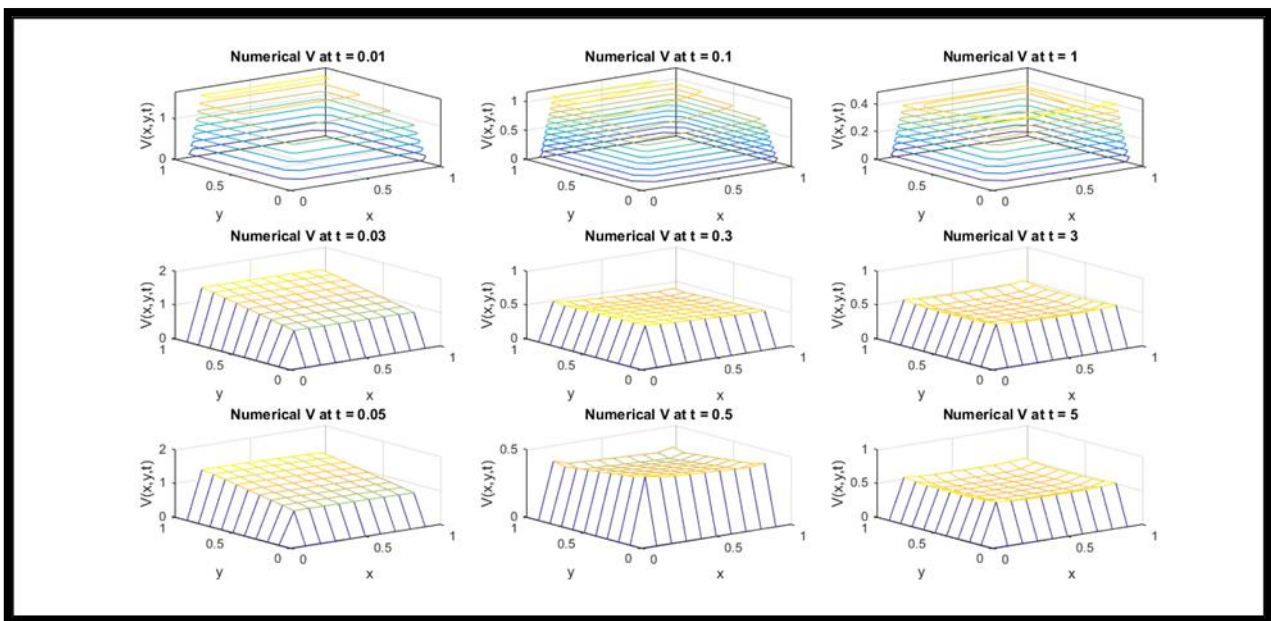 Numerical V at t = 0.01
V(x,y,t)
1
0
1
0.5
0
0
0.5
1
y
x
Numerical V at t = 0.1
V(x,y,t)
1
0.5
0
1
0.5
0
0
0.5
1
y
x
Numerical V at t = 1
V(x,y,t)
0.4
0.2
0
1
0.5
0
0
0.5
1
y
x
Numerical V at t = 0.03
V(x,y,t)
2
1
0
1
0.5
0
0
0.5
1
y
x
Numerical V at t = 0.3
V(x,y,t)
1
0.5
0
1
0.5
0
0
0.5
1
y
x
Numerical V at t = 3
V(x,y,t)
1
0.5
0
1
0.5
0
0
0.5
1
y
x
Numerical V at t = 0.05
V(x,y,t)
2
1
0
1
0.5
0
0
0.5
1
y
x
Numerical V at t = 0.5
V(x,y,t)
0.5
0
1
0.5
0
0
0.5
1
y
x
Numerical V at t = 5
V(x,y,t)
1
0.5
0
1
0.5
0
0
0.5
1
y
x